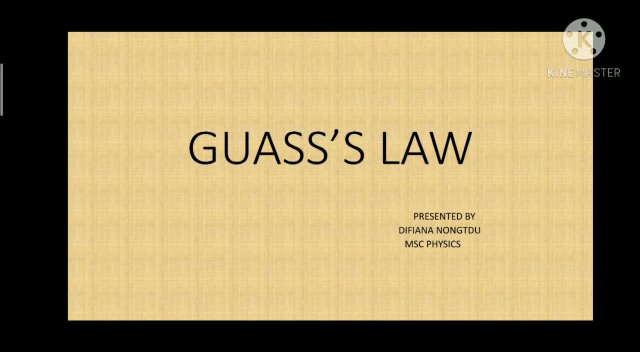 KINEMASTER
GUASS'S LAW
PRESENTED BY
DIFIANA NONGTDU
MSC PHYSICS